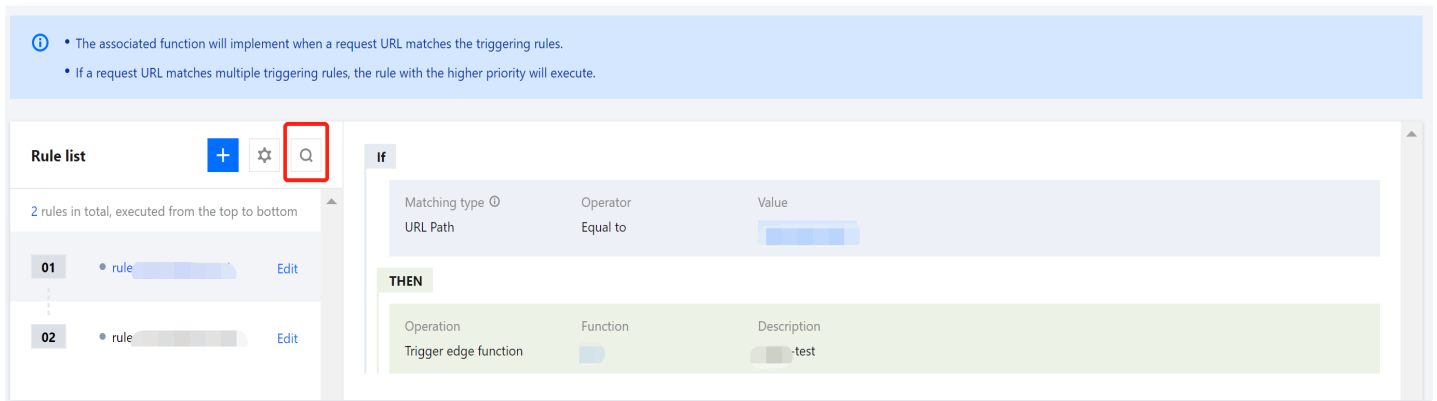 The associated function will implement when a request URL matches the triggering rules.
If a request URL matches multiple triggering rules, the rule with the higher priority will execute.
Rule list
2 rules in total, executed from the top to bottom
01 rule Edit
02 rule Edit
If
Matching type Operator Value
URL Path Equal to
THEN
Operation Function Description
Trigger edge function -test